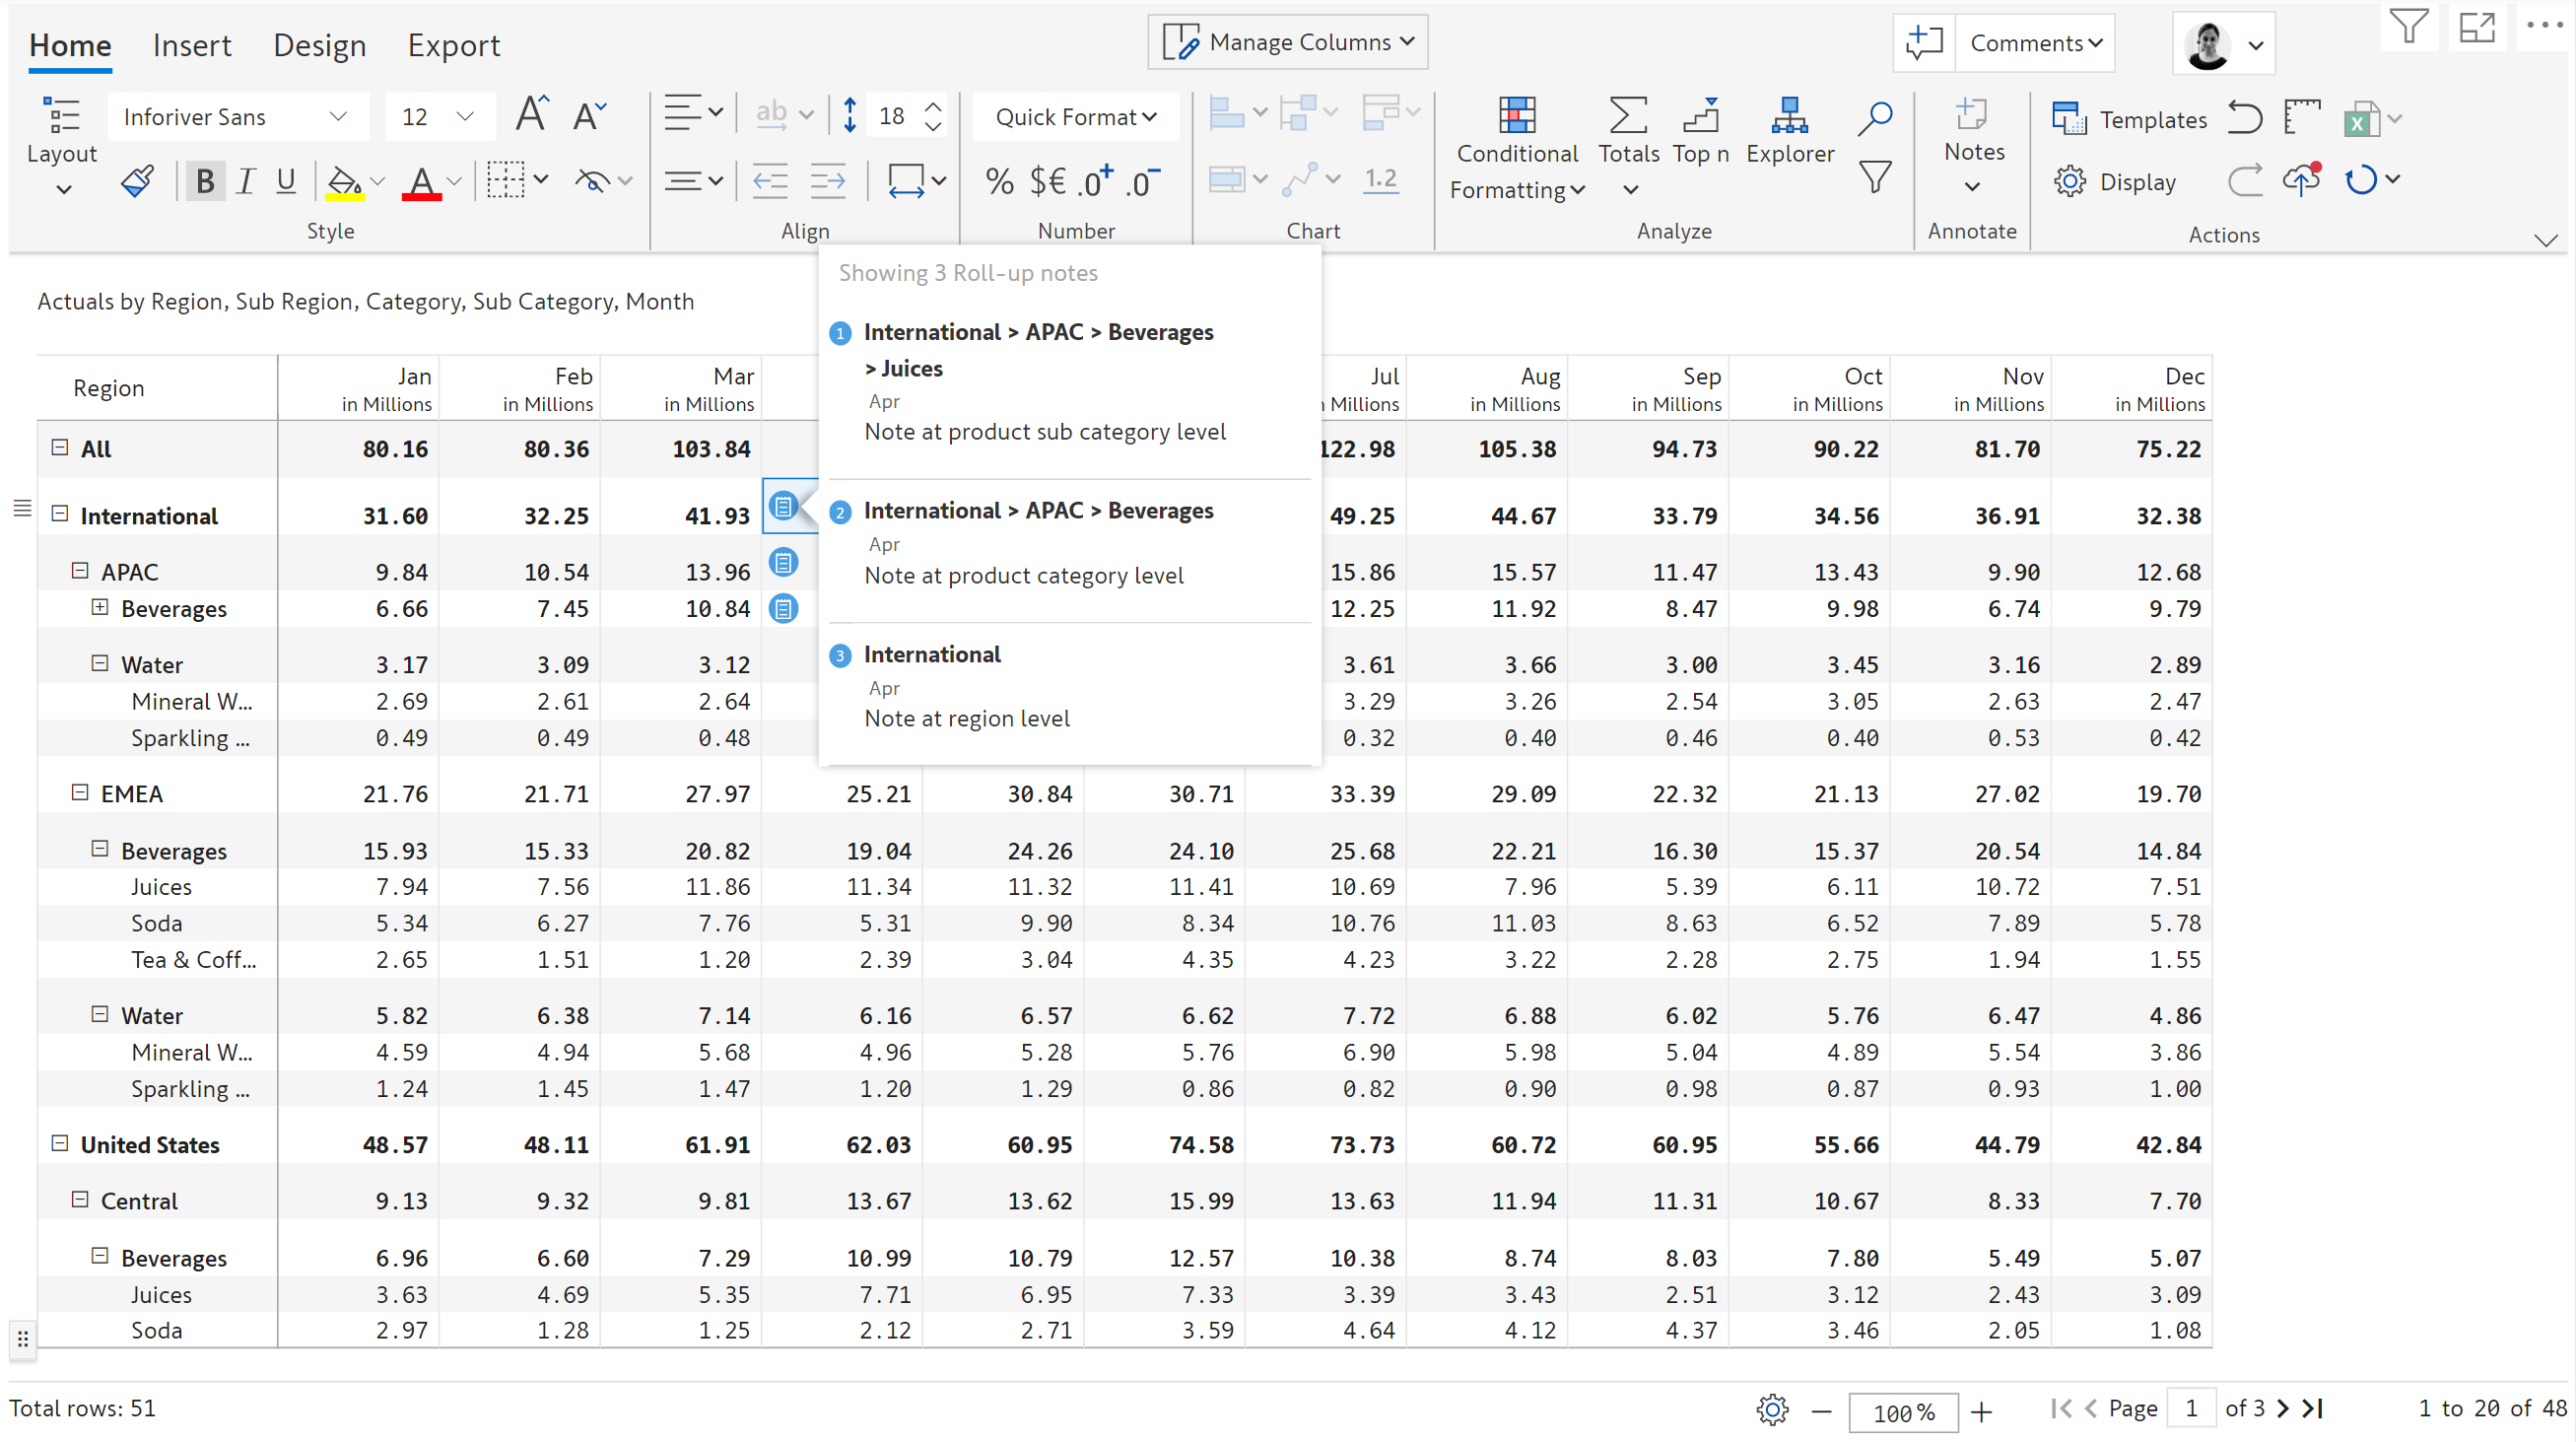 Home Insert Design Export Manage Columns Comments
Inforiver Sans 12 A A ab 18 Quick Format
Layout Conditional Formatting Totals Top n Explorer Notes Templates
B I U A % $€ .0+ .0- 1.2 Display
Style Align Number Chart Analyze Annotate Actions
Actuals by Region, Sub Region, Category, Sub Category, Month
Showing 3 Roll-up notes
1 International > APAC > Beverages
> Juices
Apr
Note at product sub category level
2 International > APAC > Beverages
Apr
Note at product category level
3 International
Apr
Note at region level
Region Jan Feb Mar Jul Aug Sep Oct Nov Dec
in Millions in Millions in Millions Millions in Millions in Millions in Millions in Millions in Millions
All 80.16 80.36 103.84 122.98 105.38 94.73 90.22 81.70 75.22
International 31.60 32.25 41.93 49.25 44.67 33.79 34.56 36.91 32.38
APAC 9.84 10.54 13.96 15.86 15.57 11.47 13.43 9.90 12.68
Beverages 6.66 7.45 10.84 12.25 11.92 8.47 9.98 6.74 9.79
Water 3.17 3.09 3.12 3.61 3.66 3.00 3.45 3.16 2.89
Mineral W... 2.69 2.61 2.64 3.29 3.26 2.54 3.05 2.63 2.47
Sparkling ... 0.49 0.49 0.48 0.32 0.40 0.46 0.40 0.53 0.42
EMEA 21.76 21.71 27.97 25.21 30.84 30.71 33.39 29.09 22.32 21.13 27.02 19.70
Beverages 15.93 15.33 20.82 19.04 24.26 24.10 25.68 22.21 16.30 15.37 20.54 14.84
Juices 7.94 7.56 11.86 11.34 11.32 11.41 10.69 7.96 5.39 6.11 10.72 7.51
Soda 5.34 6.27 7.76 5.31 9.90 8.34 10.76 11.03 8.63 6.52 7.89 5.78
Tea & Coff... 2.65 1.51 1.20 2.39 3.04 4.35 4.23 3.22 2.28 2.75 1.94 1.55
Water 5.82 6.38 7.14 6.16 6.57 6.62 7.72 6.88 6.02 5.76 6.47 4.86
Mineral W... 4.59 4.94 5.68 4.96 5.28 5.76 6.90 5.98 5.04 4.89 5.54 3.86
Sparkling ... 1.24 1.45 1.47 1.20 1.29 0.86 0.82 0.90 0.98 0.87 0.93 1.00
United States 48.57 48.11 61.91 62.03 60.95 74.58 73.73 60.72 60.95 55.66 44.79 42.84
Central 9.13 9.32 9.81 13.67 13.62 15.99 13.63 11.94 11.31 10.67 8.33 7.70
Beverages 6.96 6.60 7.29 10.99 10.79 12.57 10.38 8.74 8.03 7.80 5.49 5.07
Juices 3.63 4.69 5.35 7.71 6.95 7.33 3.39 3.43 2.51 3.12 2.43 3.09
Soda 2.97 1.28 1.25 2.12 2.71 3.59 4.64 4.12 4.37 3.46 2.05 1.08
Total rows: 51 100 % Page 1 of 3 1 to 20 of 48